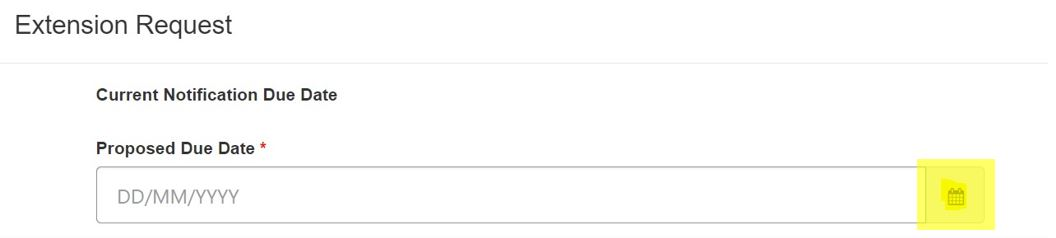 Extension Request
Current Notification Due Date
Proposed Due Date *
DD/MM/YYYY